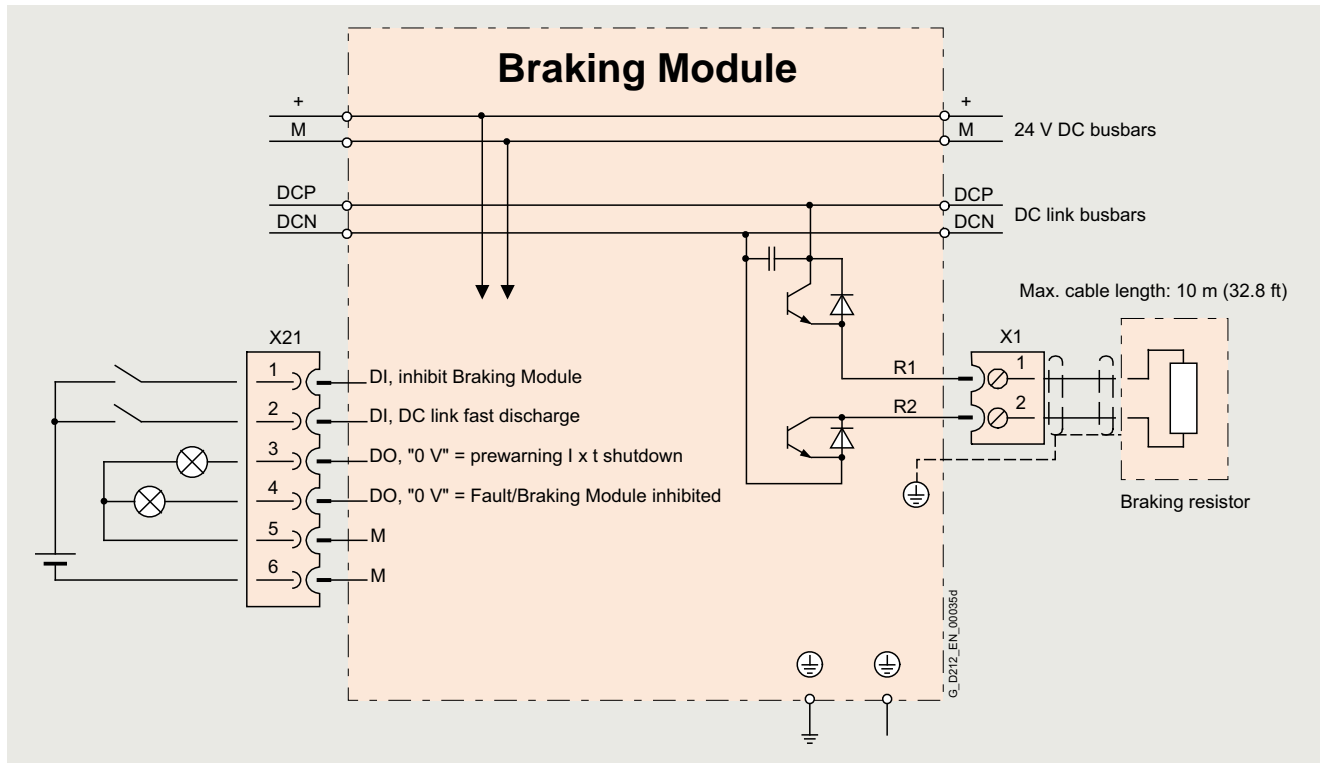 Braking Module
+
+
M
M
24 V DC busbars
DCP
DCP
DCN
DCN
DC link busbars
Max. cable length: 10 m (32.8 ft)
X21
X1
1
DI, inhibit Braking Module
R1
1
2
DI, DC link fast discharge
R2
2
3
DO, "0 V" = prewarning I x t shutdown
4
DO, "0 V" = Fault/Braking Module inhibited
Braking resistor
5
M
6
M
G_D212_EN_00035d